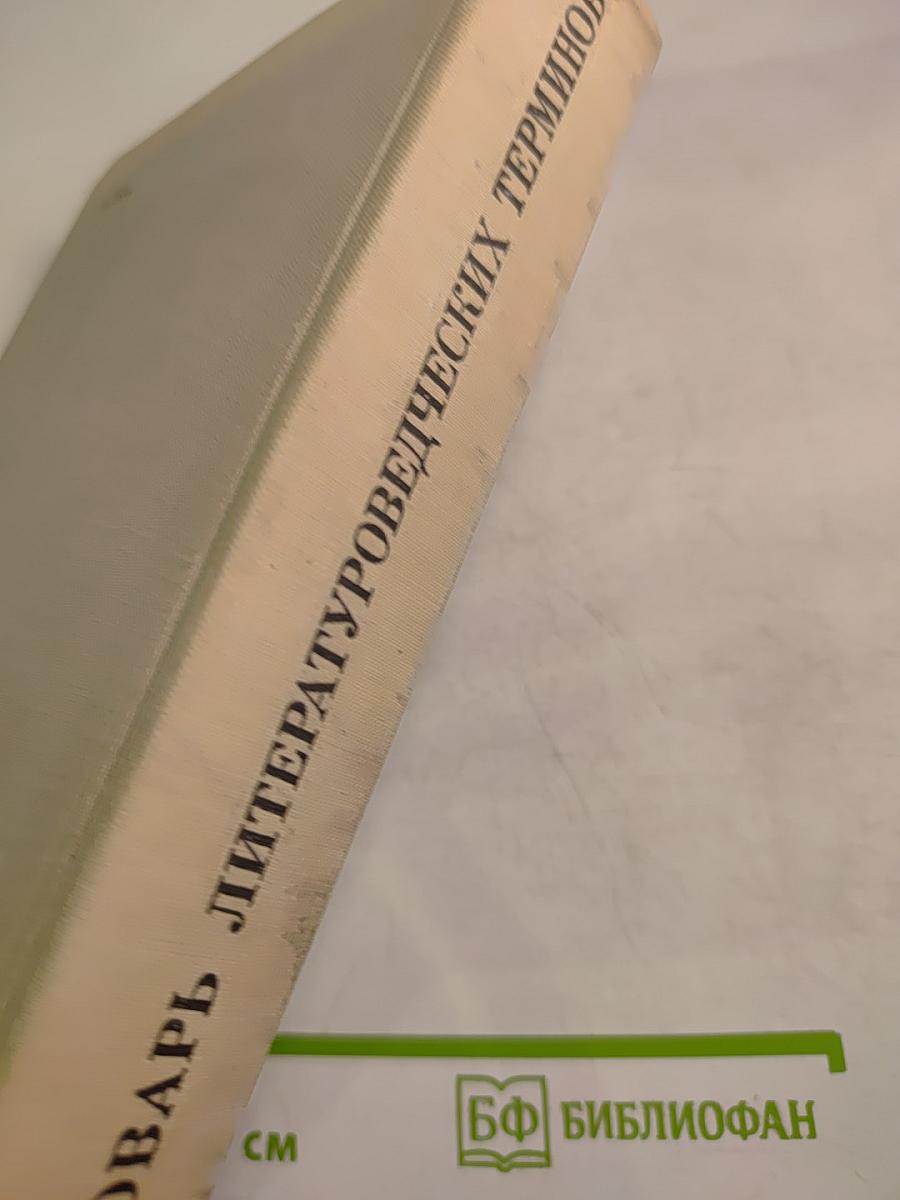 ОВАРЬ ЛИТЕРАТУРОВЕДЧЕСКИХ ТЕРМИНОВ
см
БФ БИБЛИОФАН